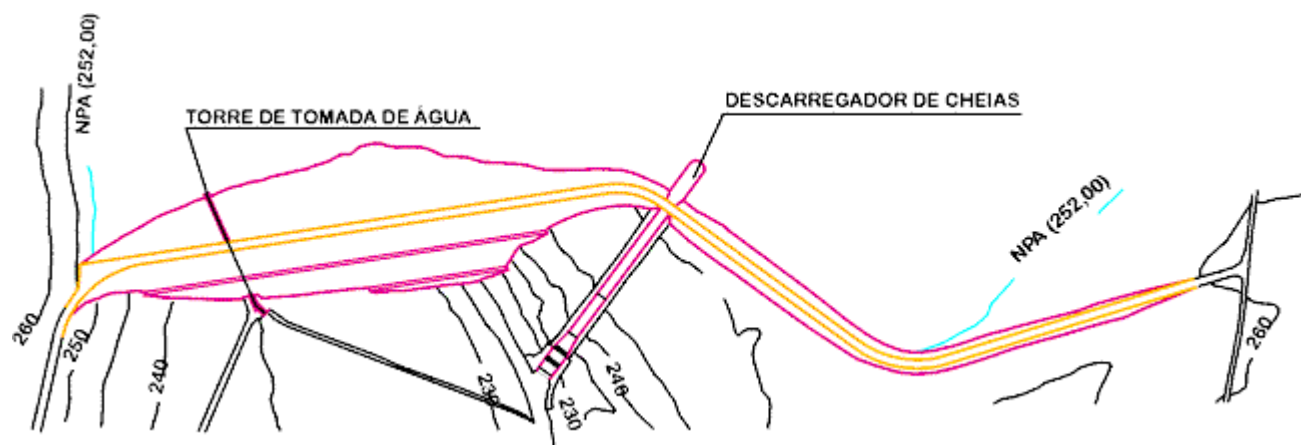 NPA (252,00)
TORRE DE TOMADA DE ÁGUA
DESCARREGADOR DE CHEIAS
NPA (252,00)
260
250
240
230
240
230
260